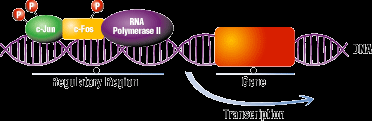 P
P
P
c-Jun
c-Fos
RNA
Polymerase II
DNA
Regulatory Region
Gene
Transcription